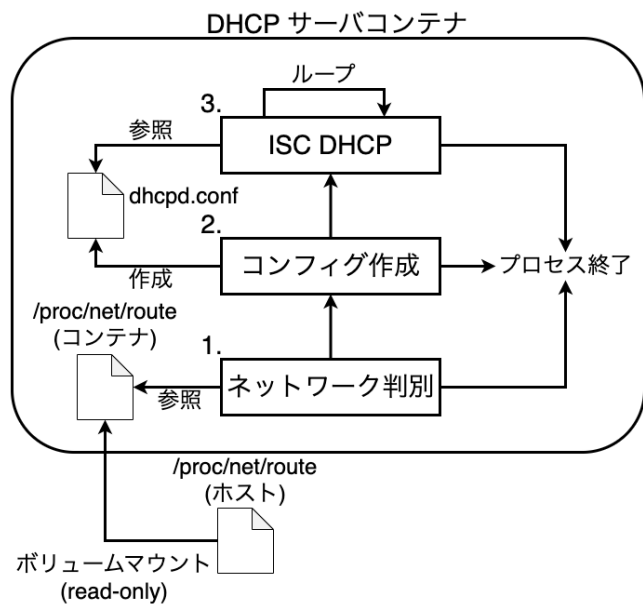 DHCP サーバコンテナ
ループ
3.
参照
ISC DHCP
dhcpd.conf
2.
作成
コンフィグ作成
プロセス終了
/proc/net/route
(コンテナ)
1.
参照
ネットワーク判別
/proc/net/route
(ホスト)
ボリュームマウント
(read-only)